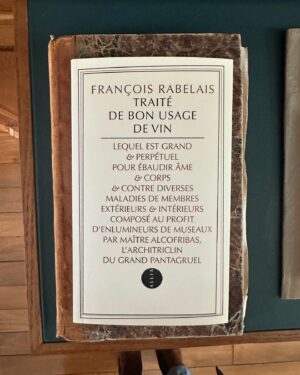 FRANÇOIS RABELAIS
TRAITÉ
DE BON USAGE
DE VIN
LEQUEL EST GRAND
& PERPÉTUEL
POUR ÉBAUDIR ÂME
& CORPS
& CONTRE DIVERSES
MALADIES DE MEMBRES
EXTÉRIEURS & INTÉRIEURS
COMPOSÉ AU PROFIT
D'ENLUMINEURS DE MUSEAUX
PAR MAÎTRE ALCOFRIBAS,
L'ARCHITRICLIN
DU GRAND PANTAGRUEL
ALLIA